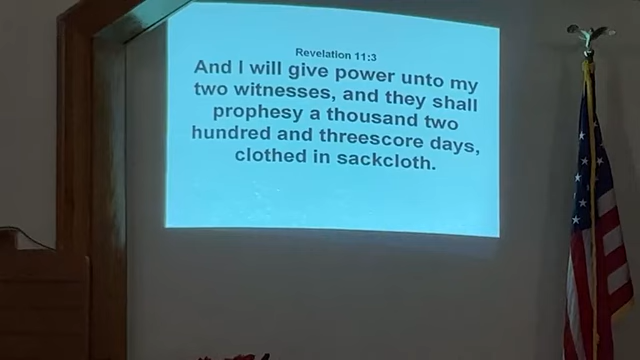 Revelation 11:3
And I will give power unto my
two witnesses, and they shall
prophesy a thousand two
hundred and threescore days,
clothed in sackcloth.